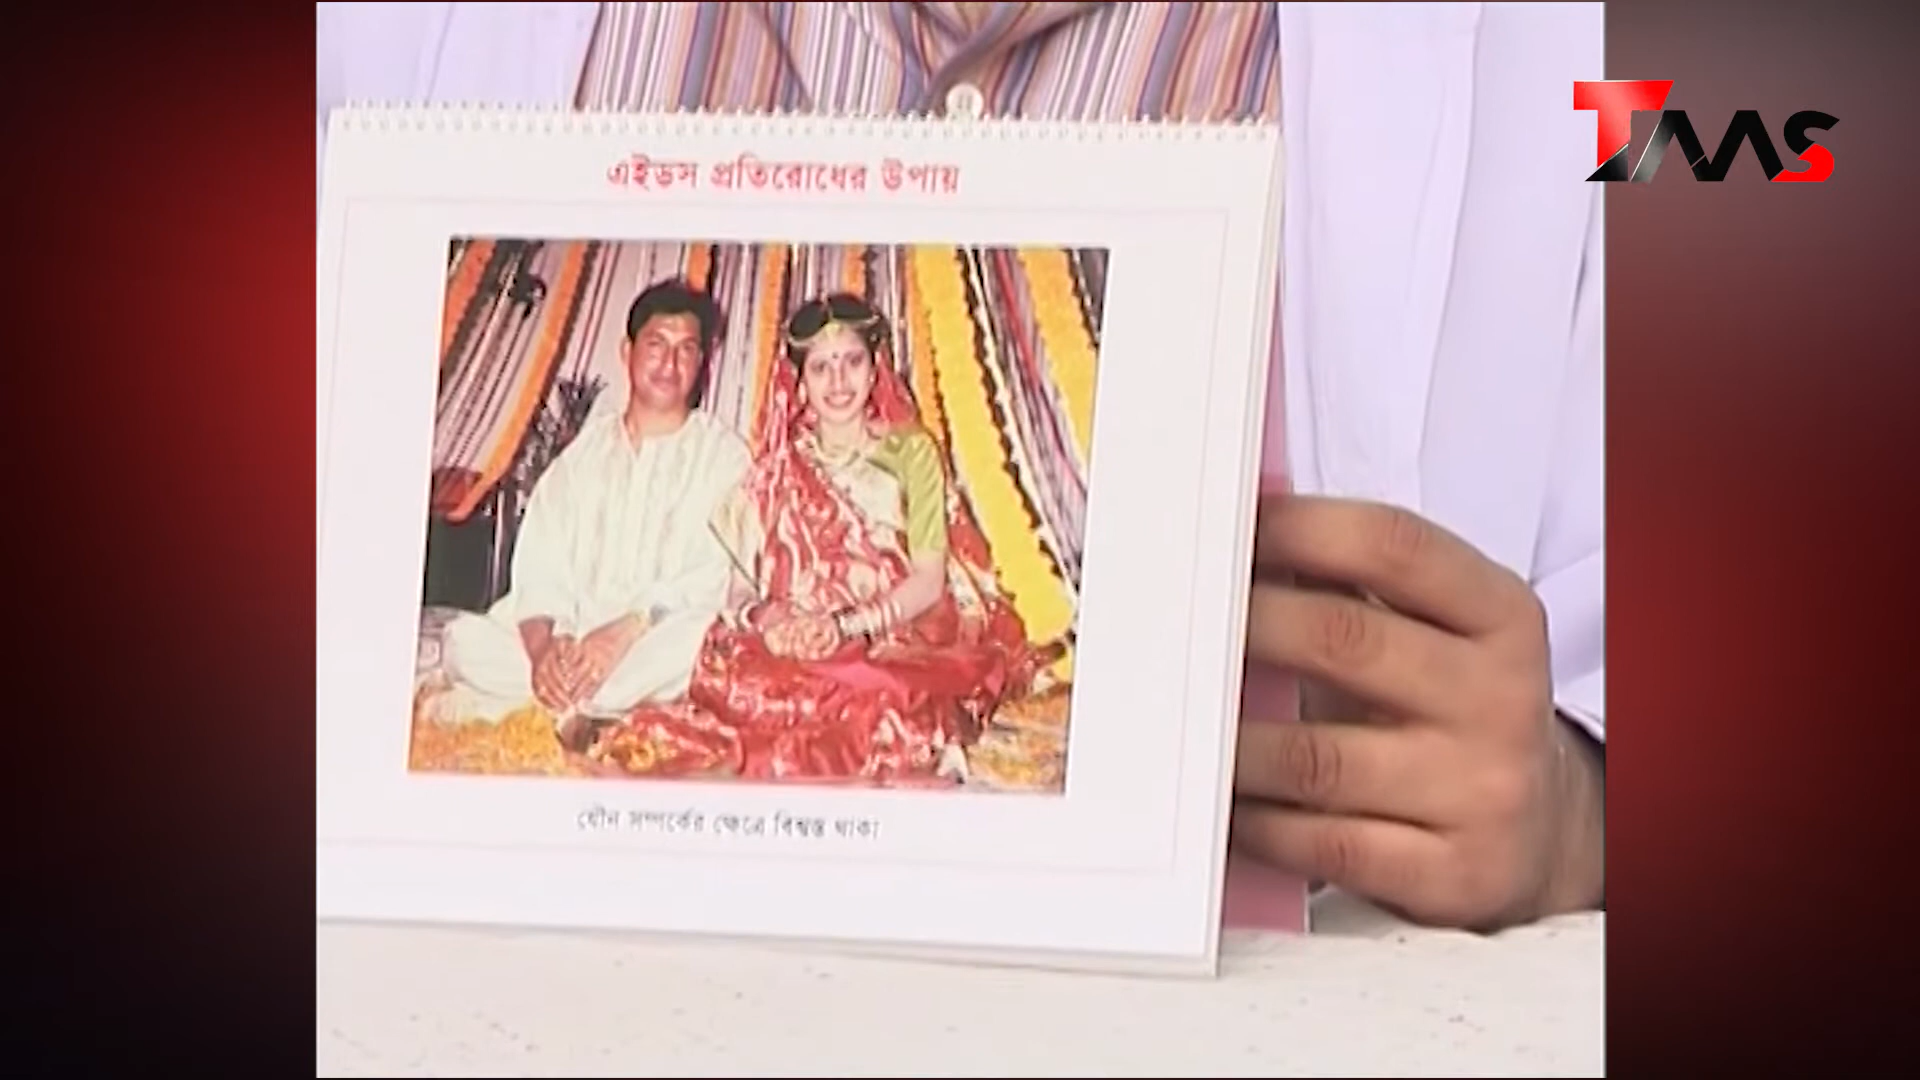 এইডস প্রতিরোধের উপায়
TMS
যৌন সম্পর্কের ক্ষেত্রে বিশ্বস্ত থাকা